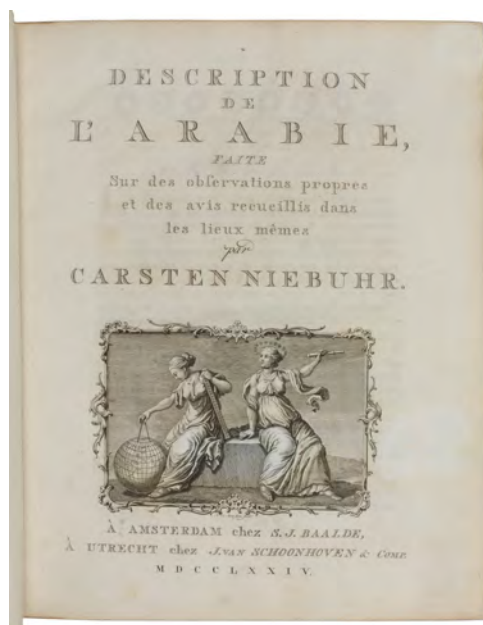 DESCRIPTION
DE
L'ARABIE,
FAITE
Sur des obſervations propres
et des avis recueillis dans
les lieux mêmes
par
CARSTEN NIEBUHR.
À AMSTERDAM chez S. J. BAALDE,
À UTRECHT chez J. VAN SCHOONHOVEN & Comp.
MDCCLXXIV.